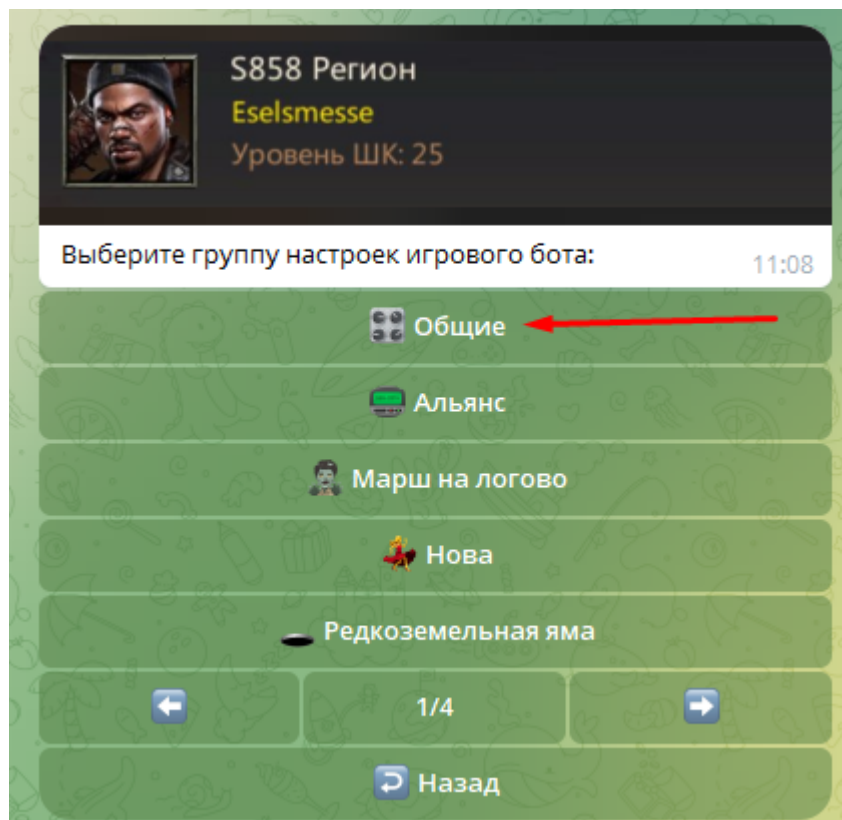 S858 Регион
Eselsmesse
Уровень ШК: 25
Выберите группу настроек игрового бота:
11:08
Общие
Альянс
Марш на логово
Нова
Редкоземельная яма
1/4
Назад